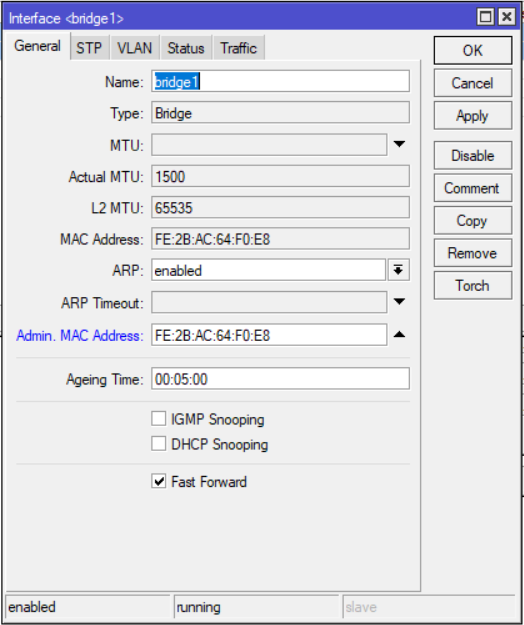 Interface <bridge1>
General STP VLAN Status Traffic
Name: bridge1
Type: Bridge
MTU:
Actual MTU: 1500
L2 MTU: 65535
MAC Address: FE:2B:AC:64:F0:E8
ARP: enabled
ARP Timeout:
Admin. MAC Address: FE:2B:AC:64:F0:E8
Ageing Time: 00:05:00
IGMP Snooping
DHCP Snooping
Fast Forward
OK
Cancel
Apply
Disable
Comment
Copy
Remove
Torch
enabled running slave